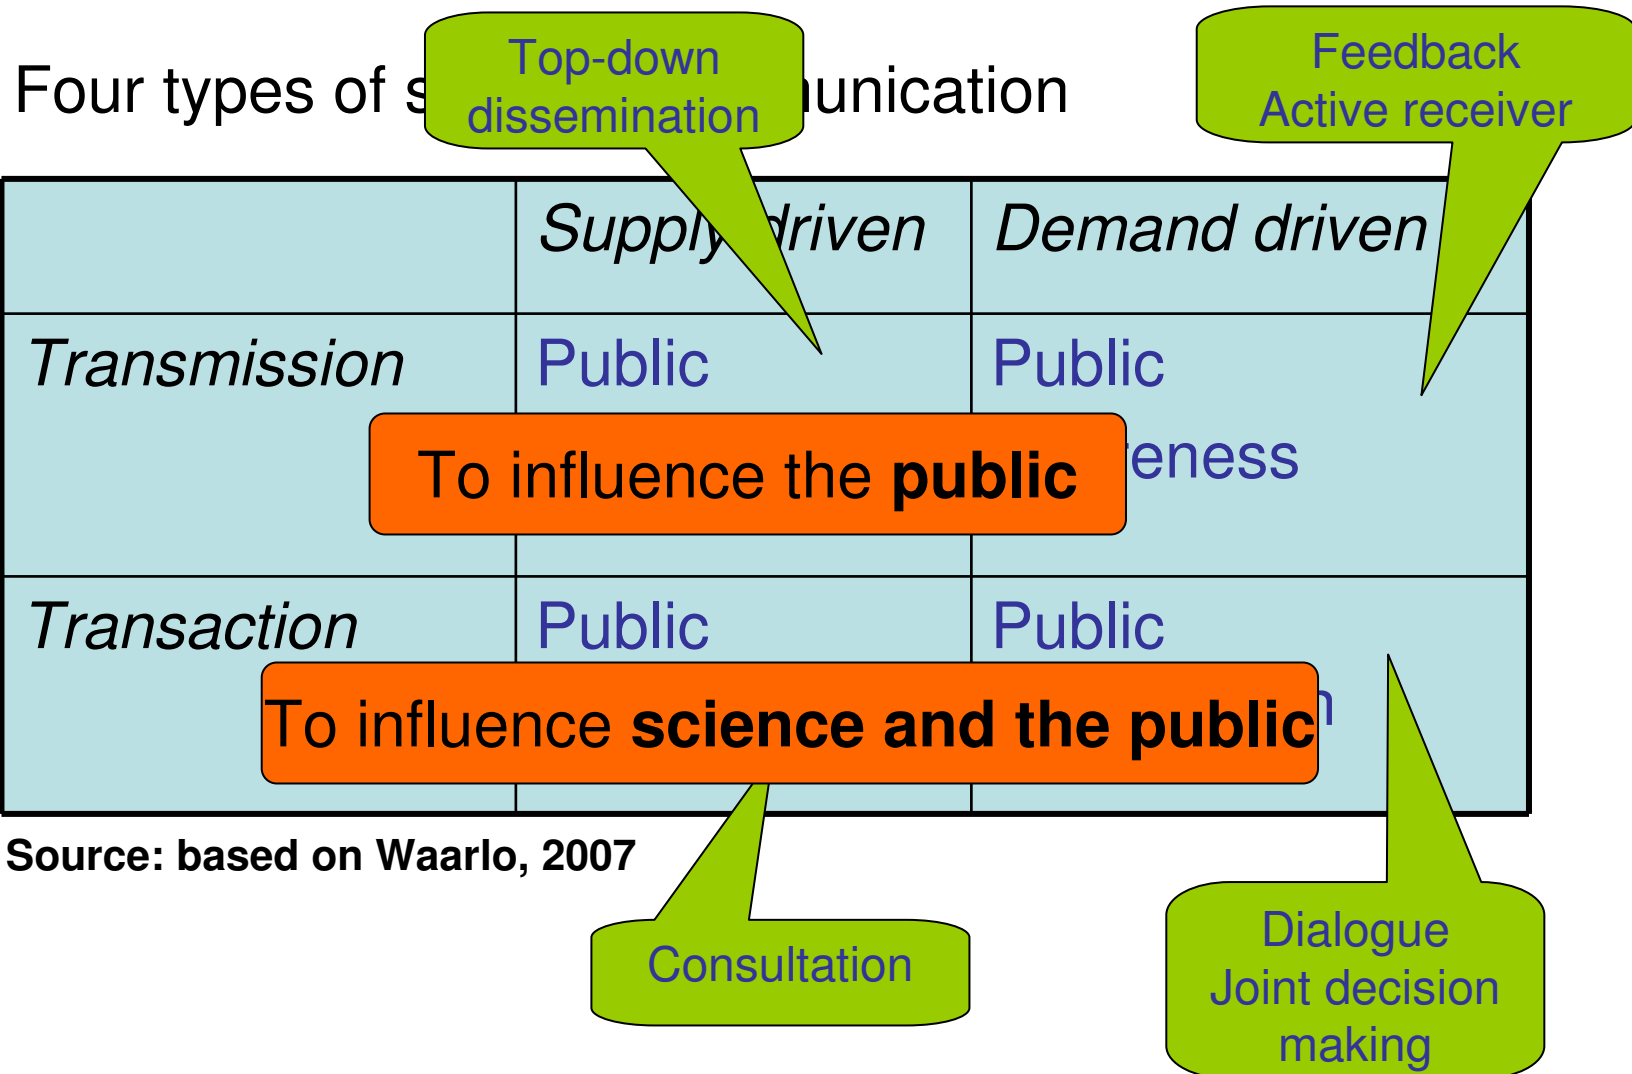 Top-down
dissemination
Feedback
Active receiver
Four types of
Supply driven
Demand driven
Transmission
Public
Public
To influence the public
Transaction
Public
Public
To influence science and the public
Source: based on Waarlo, 2007
Consultation
Dialogue
Joint decision
making